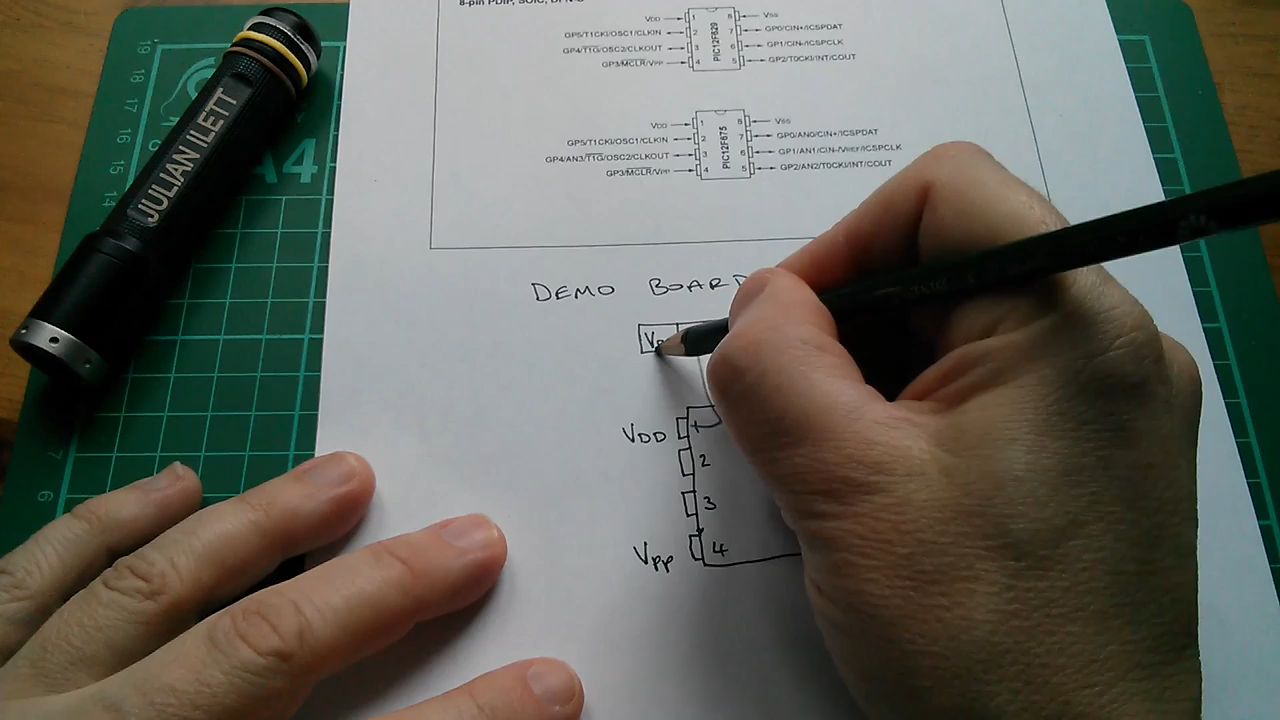 8-pin PDIP, SOIC, DFN-S
VDD 1 8 VSS
GP5/T1CKI/OSC1/CLKIN 2 7 GP0/CIN+/ICSPDAT
GP4/T1G/OSC2/CLKOUT 3 6 GP1/CIN-/ICSPCLK
GP3/MCLR/VPP 4 5 GP2/T0CKI/INT/COUT
PIC12F629
VDD 1 8 VSS
GP5/T1CKI/OSC1/CLKIN 2 7 GP0/AN0/CIN+/ICSPDAT
GP4/AN3/T1G/OSC2/CLKOUT 3 6 GP1/AN1/CIN-/VREF/ICSPCLK
GP3/MCLR/VPP 4 5 GP2/AN2/T0CKI/INT/COUT
PIC12F675
JULIAN ILETT
A4
19
18
17
16
15
14
7
6
DEMO BOARD
VDD
2
3
VPP 4